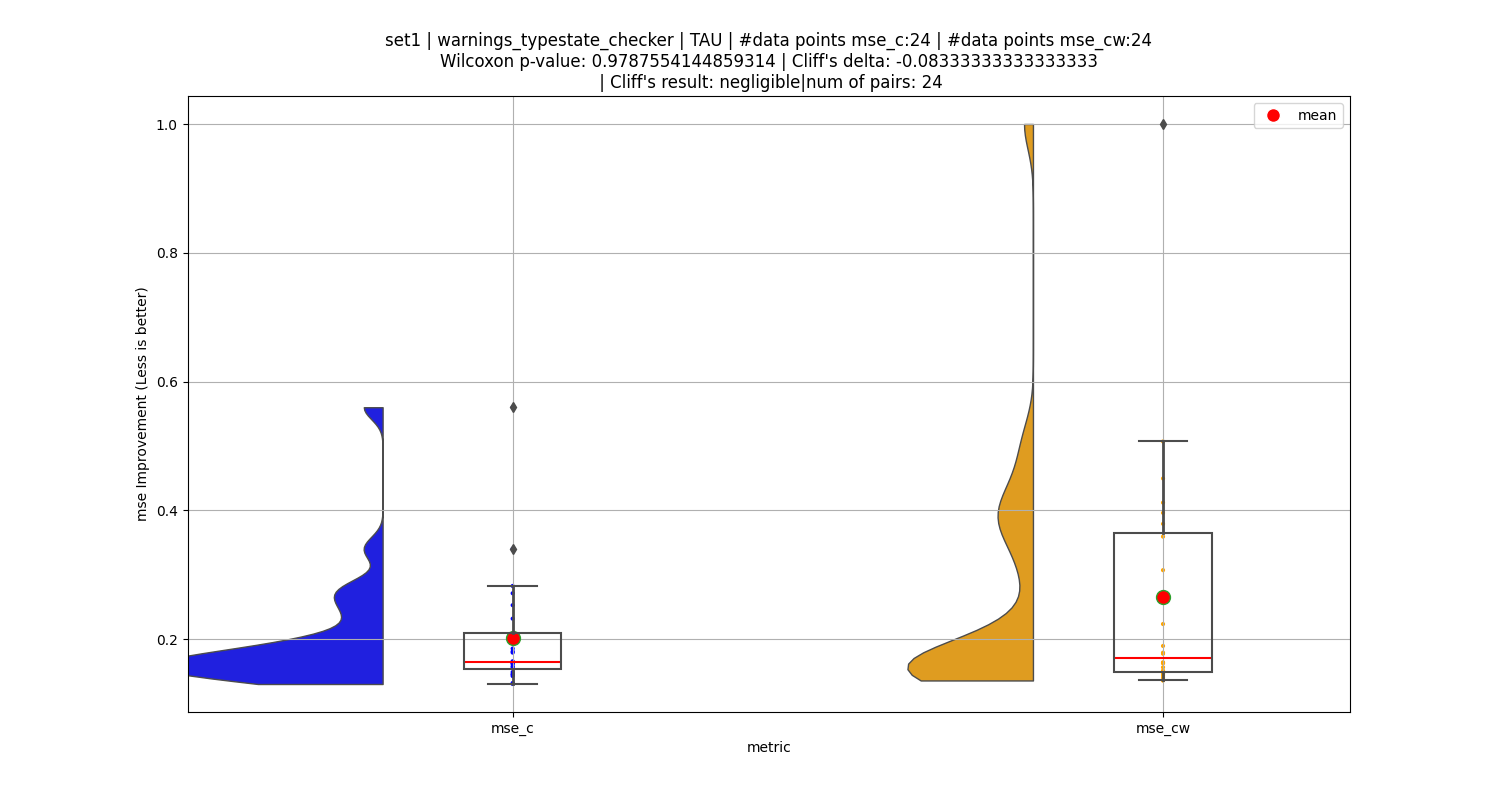 set1 | warnings_typestate_checker | TAU | #data points mse_c:24 | #data points mse_cw:24
Wilcoxon p-value: 0.9787554144859314 | Cliff's delta: -0.08333333333333333
| Cliff's result: negligible|num of pairs: 24
mean
1.0
0.8
0.6
0.4
0.2
mse Improvement (Less is better)
mse_c
mse_cw
metric